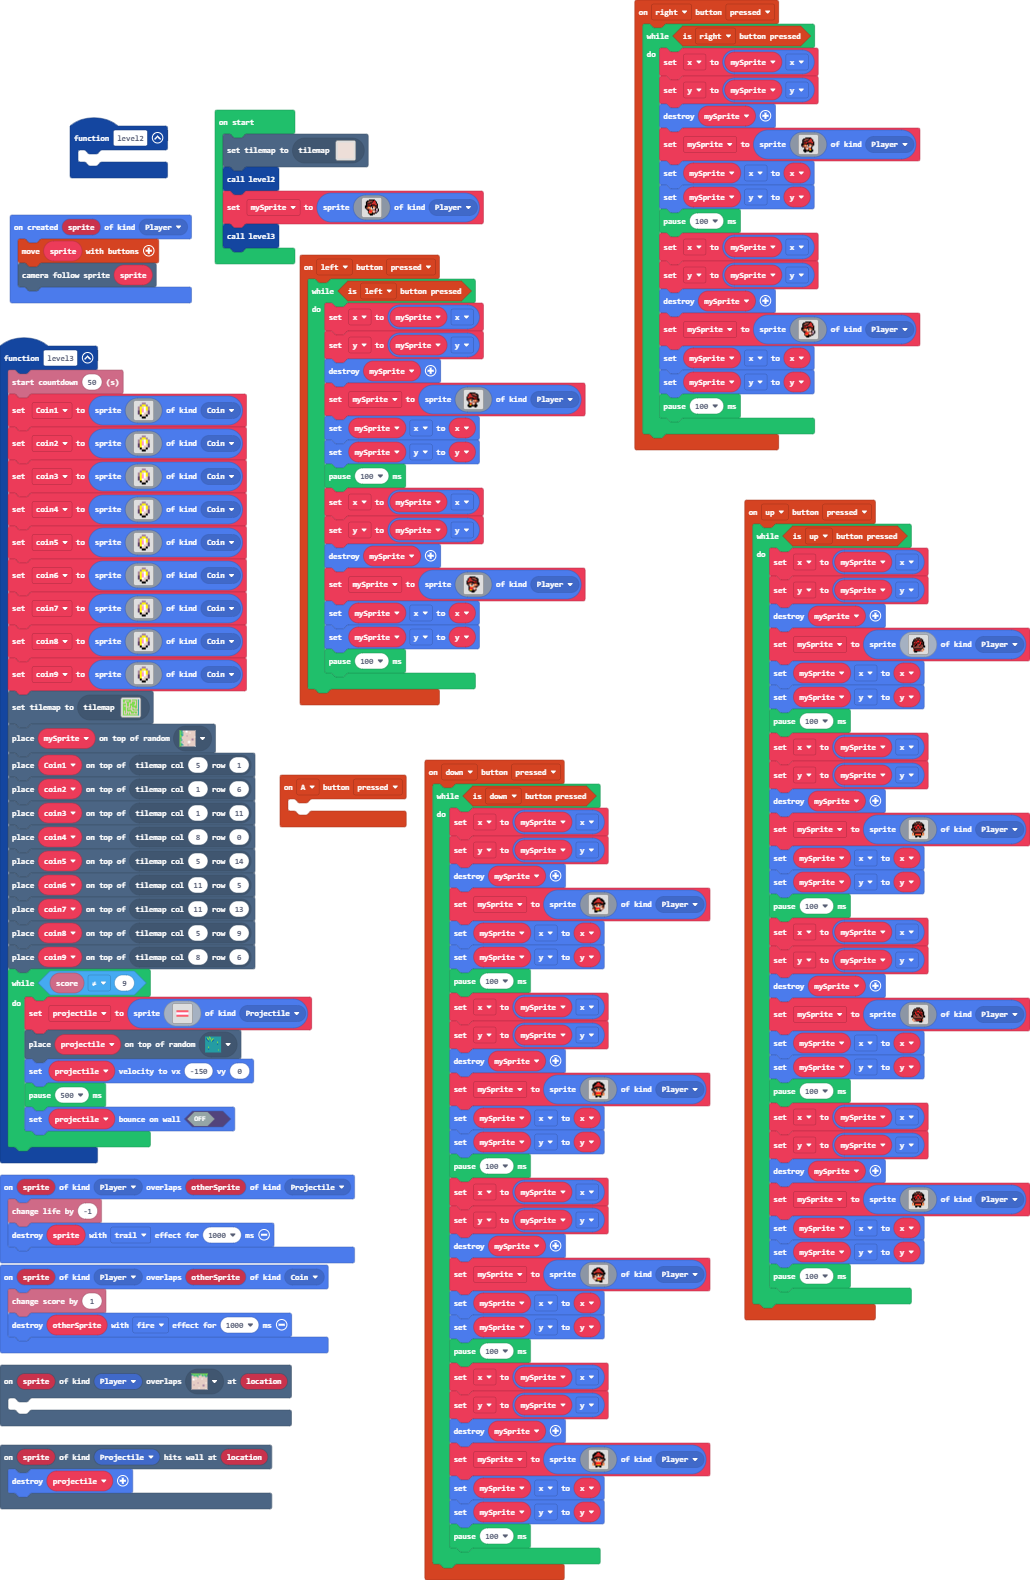 function level2
on created sprite of kind Player
move sprite with buttons
camera follow sprite sprite
on start
set tilemap to tilemap
call level2
set mySprite to sprite of kind Player
call level3
function level3
start countdown 50 (s)
set Coin1 to sprite of kind Coin
set coin2 to sprite of kind Coin
set coin3 to sprite of kind Coin
set coin4 to sprite of kind Coin
set coin5 to sprite of kind Coin
set coin6 to sprite of kind Coin
set coin7 to sprite of kind Coin
set coin8 to sprite of kind Coin
set coin9 to sprite of kind Coin
set tilemap to tilemap
place mySprite on top of random
place Coin1 on top of tilemap col 5 row 1
place coin2 on top of tilemap col 1 row 6
place coin3 on top of tilemap col 1 row 11
place coin4 on top of tilemap col 8 row 0
place coin5 on top of tilemap col 5 row 14
place coin6 on top of tilemap col 11 row 5
place coin7 on top of tilemap col 11 row 13
place coin8 on top of tilemap col 5 row 9
place coin9 on top of tilemap col 8 row 6
while score ≠ 9
do
set projectile to sprite of kind Projectile
place projectile on top of random
set projectile velocity to vx -150 vy 0
pause 500 ms
set projectile bounce on wall OFF
on sprite of kind Player overlaps otherSprite of kind Projectile
change life by -1
destroy sprite with trail effect for 1000 ms
on sprite of kind Player overlaps otherSprite of kind Coin
change score by 1
destroy otherSprite with fire effect for 1000 ms
on sprite of kind Player overlaps at location
on sprite of kind Projectile hits wall at location
destroy projectile
on left button pressed
while is left button pressed
do
set x to mySprite x
set y to mySprite y
destroy mySprite
set mySprite to sprite of kind Player
set mySprite x to x
set mySprite y to y
pause 100 ms
set x to mySprite x
set y to mySprite y
destroy mySprite
set mySprite to sprite of kind Player
set mySprite x to x
set mySprite y to y
pause 100 ms
on A button pressed
on down button pressed
while is down button pressed
do
set x to mySprite x
set y to mySprite y
destroy mySprite
set mySprite to sprite of kind Player
set mySprite x to x
set mySprite y to y
pause 100 ms
set x to mySprite x
set y to mySprite y
destroy mySprite
set mySprite to sprite of kind Player
set mySprite x to x
set mySprite y to y
pause 100 ms
set x to mySprite x
set y to mySprite y
destroy mySprite
set mySprite to sprite of kind Player
set mySprite x to x
set mySprite y to y
pause 100 ms
set x to mySprite x
set y to mySprite y
destroy mySprite
set mySprite to sprite of kind Player
set mySprite x to x
set mySprite y to y
pause 100 ms
on right button pressed
while is right button pressed
do
set x to mySprite x
set y to mySprite y
destroy mySprite
set mySprite to sprite of kind Player
set mySprite x to x
set mySprite y to y
pause 100 ms
set x to mySprite x
set y to mySprite y
destroy mySprite
set mySprite to sprite of kind Player
set mySprite x to x
set mySprite y to y
pause 100 ms
on up button pressed
while is up button pressed
do
set x to mySprite x
set y to mySprite y
destroy mySprite
set mySprite to sprite of kind Player
set mySprite x to x
set mySprite y to y
pause 100 ms
set x to mySprite x
set y to mySprite y
destroy mySprite
set mySprite to sprite of kind Player
set mySprite x to x
set mySprite y to y
pause 100 ms
set x to mySprite x
set y to mySprite y
destroy mySprite
set mySprite to sprite of kind Player
set mySprite x to x
set mySprite y to y
pause 100 ms
set x to mySprite x
set y to mySprite y
destroy mySprite
set mySprite to sprite of kind Player
set mySprite x to x
set mySprite y to y
pause 100 ms